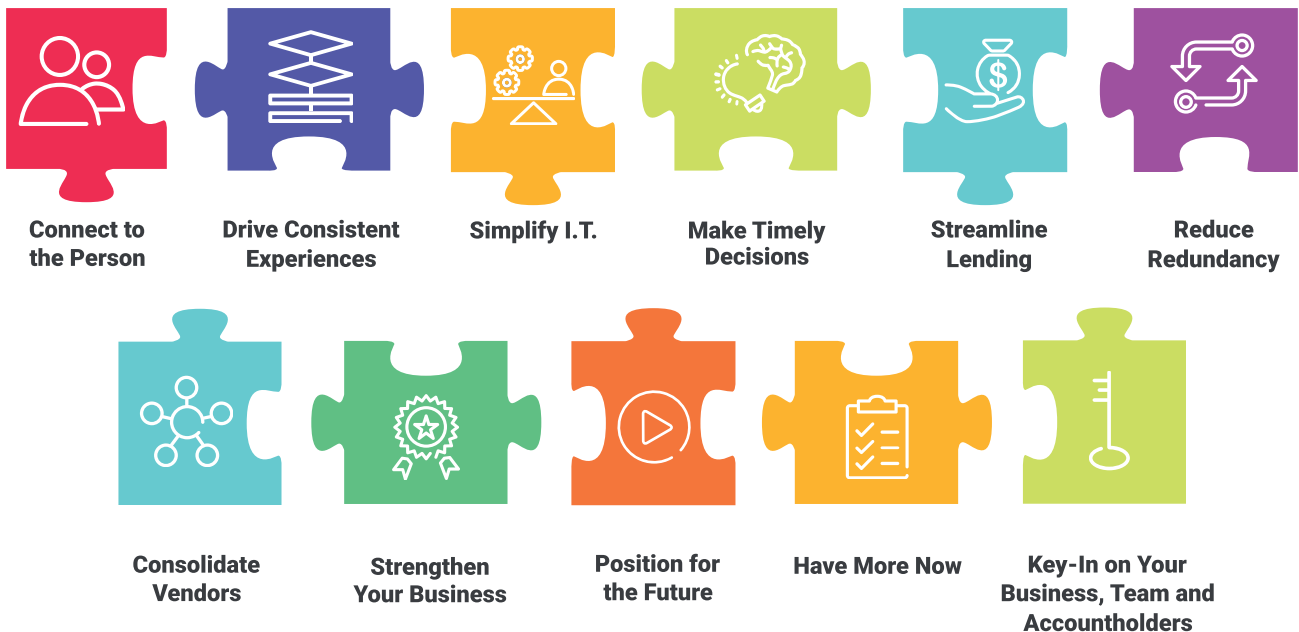 Connect to
the Person
Drive Consistent
Experiences
Simplify I.T.
Make Timely
Decisions
$
Streamline
Lending
Reduce
Redundancy
Consolidate
Vendors
Strengthen
Your Business
Position for
the Future
Have More Now
Key-In on Your
Business, Team and
Accountholders